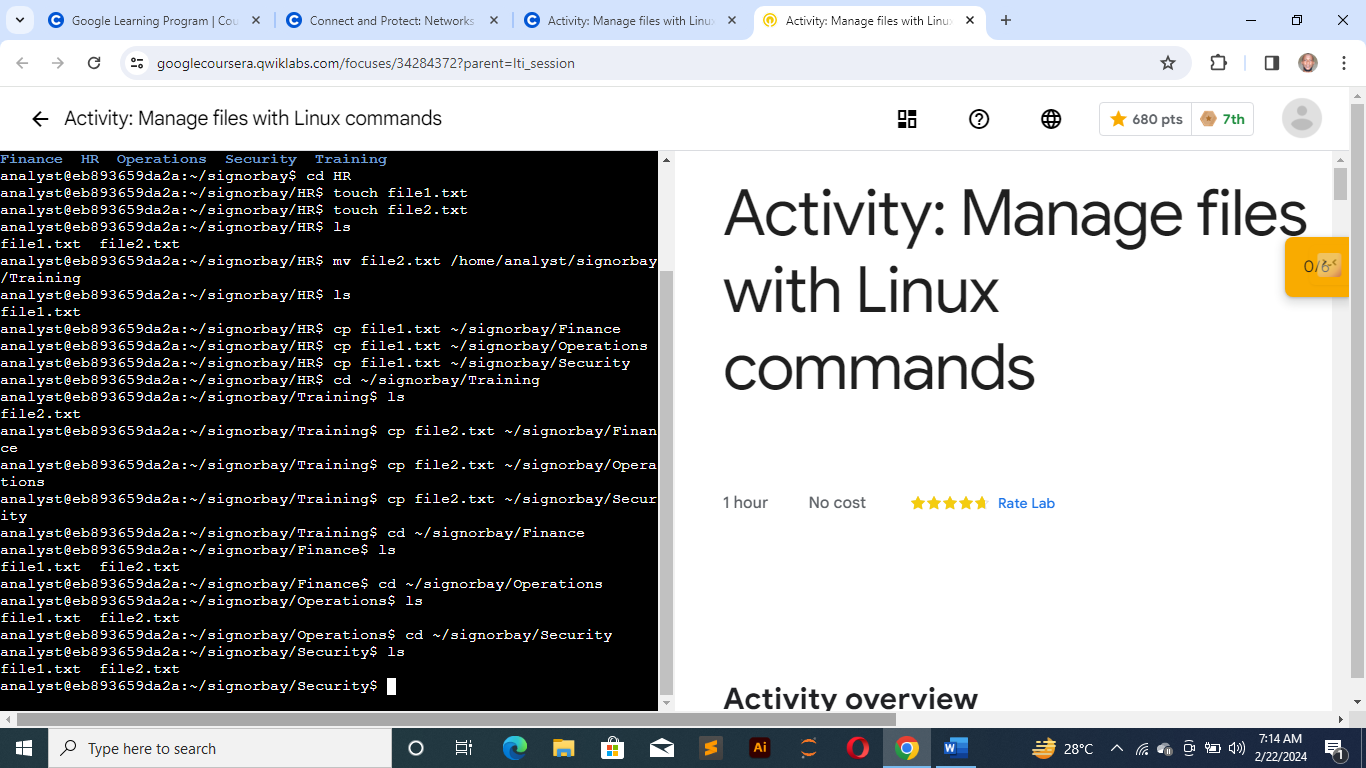 Google Learning Program | Cou
Connect and Protect: Networks
Activity: Manage files with Linu
Activity: Manage files with Linux
googlecoursera.qwiklabs.com/focuses/34284372?parent=lti_session
Activity: Manage files with Linux commands
680 pts
7th
Finance  HR  Operations  Security  Training
analyst@eb893659da2a:~/signorbay$ cd HR
analyst@eb893659da2a:~/signorbay/HR$ touch file1.txt
analyst@eb893659da2a:~/signorbay/HR$ touch file2.txt
analyst@eb893659da2a:~/signorbay/HR$ ls
file1.txt  file2.txt
analyst@eb893659da2a:~/signorbay/HR$ mv file2.txt /home/analyst/signorbay
/Training
analyst@eb893659da2a:~/signorbay/HR$ ls
file1.txt
analyst@eb893659da2a:~/signorbay/HR$ cp file1.txt ~/signorbay/Finance
analyst@eb893659da2a:~/signorbay/HR$ cp file1.txt ~/signorbay/Operations
analyst@eb893659da2a:~/signorbay/HR$ cp file1.txt ~/signorbay/Security
analyst@eb893659da2a:~/signorbay/HR$ cd ~/signorbay/Training
analyst@eb893659da2a:~/signorbay/Training$ ls
file2.txt
analyst@eb893659da2a:~/signorbay/Training$ cp file2.txt ~/signorbay/Finan
ce
analyst@eb893659da2a:~/signorbay/Training$ cp file2.txt ~/signorbay/Opera
tions
analyst@eb893659da2a:~/signorbay/Training$ cp file2.txt ~/signorbay/Secur
ity
analyst@eb893659da2a:~/signorbay/Training$ cd ~/signorbay/Finance
analyst@eb893659da2a:~/signorbay/Finance$ ls
file1.txt  file2.txt
analyst@eb893659da2a:~/signorbay/Finance$ cd ~/signorbay/Operations
analyst@eb893659da2a:~/signorbay/Operations$ ls
file1.txt  file2.txt
analyst@eb893659da2a:~/signorbay/Operations$ cd ~/signorbay/Security
analyst@eb893659da2a:~/signorbay/Security$ ls
file1.txt  file2.txt
analyst@eb893659da2a:~/signorbay/Security$
Activity: Manage files
with Linux
commands
0/6
1 hour
No cost
Rate Lab
Activity overview
Type here to search
Ai
28°C
7:14 AM
2/22/2024
1